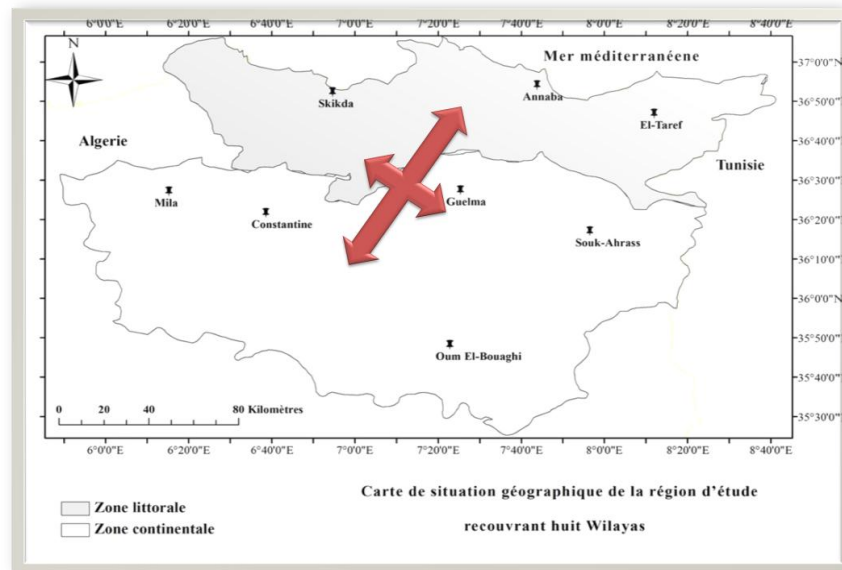 6°0'0"E 6°20'0"E 6°40'0"E 7°0'0"E 7°20'0"E 7°40'0"E 8°0'0"E 8°20'0"E 8°40'0"E
N
Mer méditerranéene
37°0'0"N
Skikda
Annaba
36°50'0"N
El-Taref
Algerie
36°40'0"N
Tunisie
36°30'0"N
Mila
Guelma
Constantine
36°20'0"N
Souk-Ahrass
36°10'0"N
36°0'0"N
35°50'0"N
Oum El-Bouaghi
35°40'0"N
0 20 40 80 Kilomètres
35°30'0"N
6°0'0"E 6°20'0"E 6°40'0"E 7°0'0"E 7°20'0"E 7°40'0"E 8°0'0"E 8°20'0"E 8°40'0"E
Carte de situation géographique de la région d'étude
recouvrant huit Wilayas
Zone littorale
Zone continentale